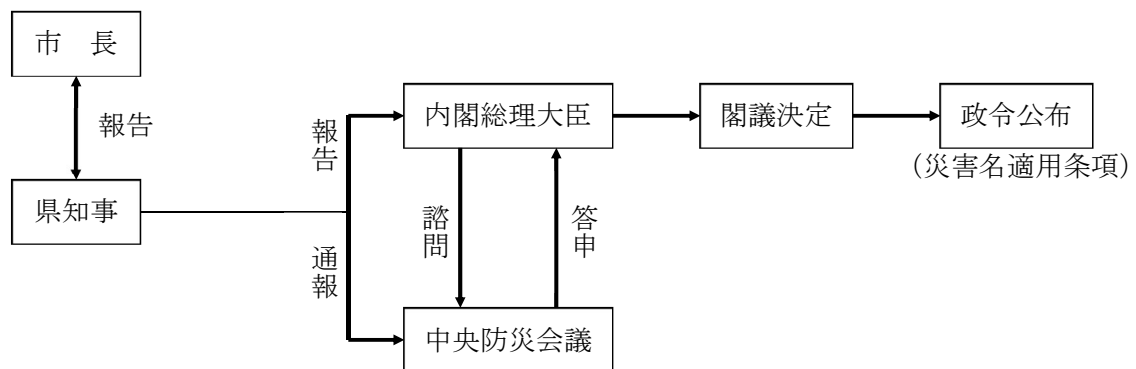 市　長
報告
県知事
報告
通報
内閣総理大臣
諮問
答申
中央防災会議
閣議決定
政令公布
(災害名適用条項)